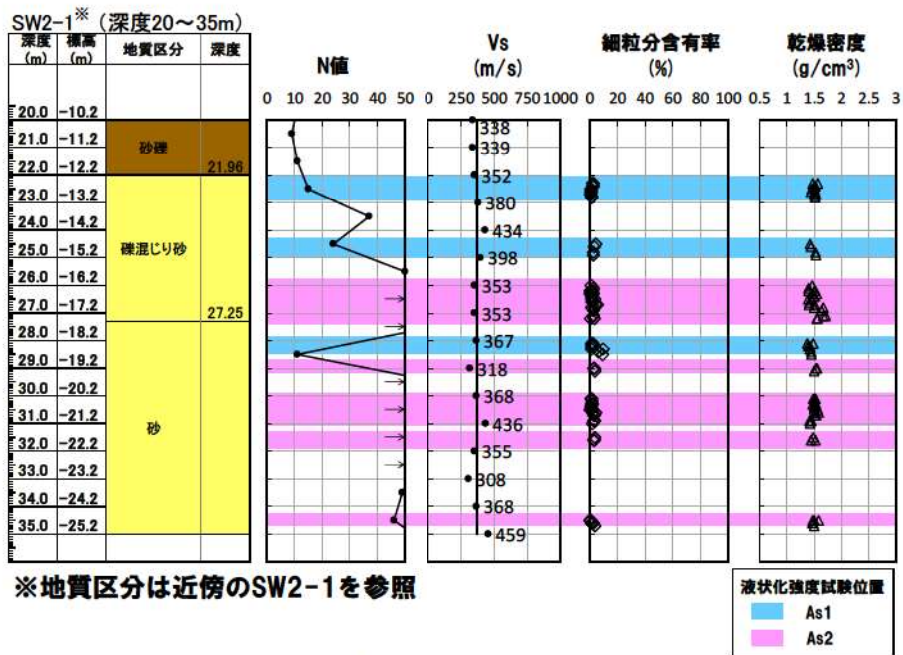 SW2-1※（深度20～35m）
深度(m) 標高(m) 地質区分 深度
N値
Vs (m/s)
細粒分含有率 (%)
乾燥密度 (g/cm³)
0 10 20 30 40 50
0 250 500 750 1000
0 20 40 60 80 100
0.5 1 1.5 2 2.5 3
20.0 -10.2
21.0 -11.2
22.0 -12.2
23.0 -13.2
24.0 -14.2
25.0 -15.2
26.0 -16.2
27.0 -17.2
28.0 -18.2
29.0 -19.2
30.0 -20.2
31.0 -21.2
32.0 -22.2
33.0 -23.2
34.0 -24.2
35.0 -25.2
砂礫
21.96
礫混じり砂
27.25
砂
338
339
352
380
434
398
353
353
367
318
368
436
355
308
368
459
※地質区分は近傍のSW2-1を参照
液状化強度試験位置
As1
As2